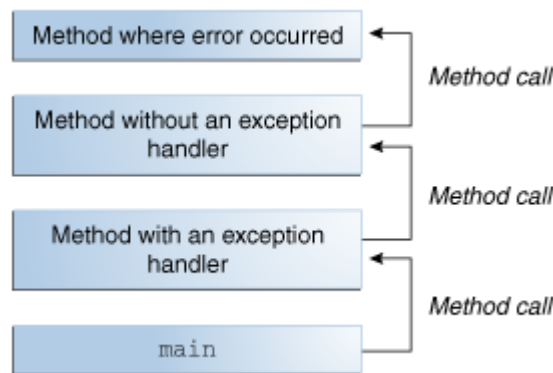 Method where error occurred
Method call
Method without an exception
handler
Method call
Method with an exception
handler
Method call
main